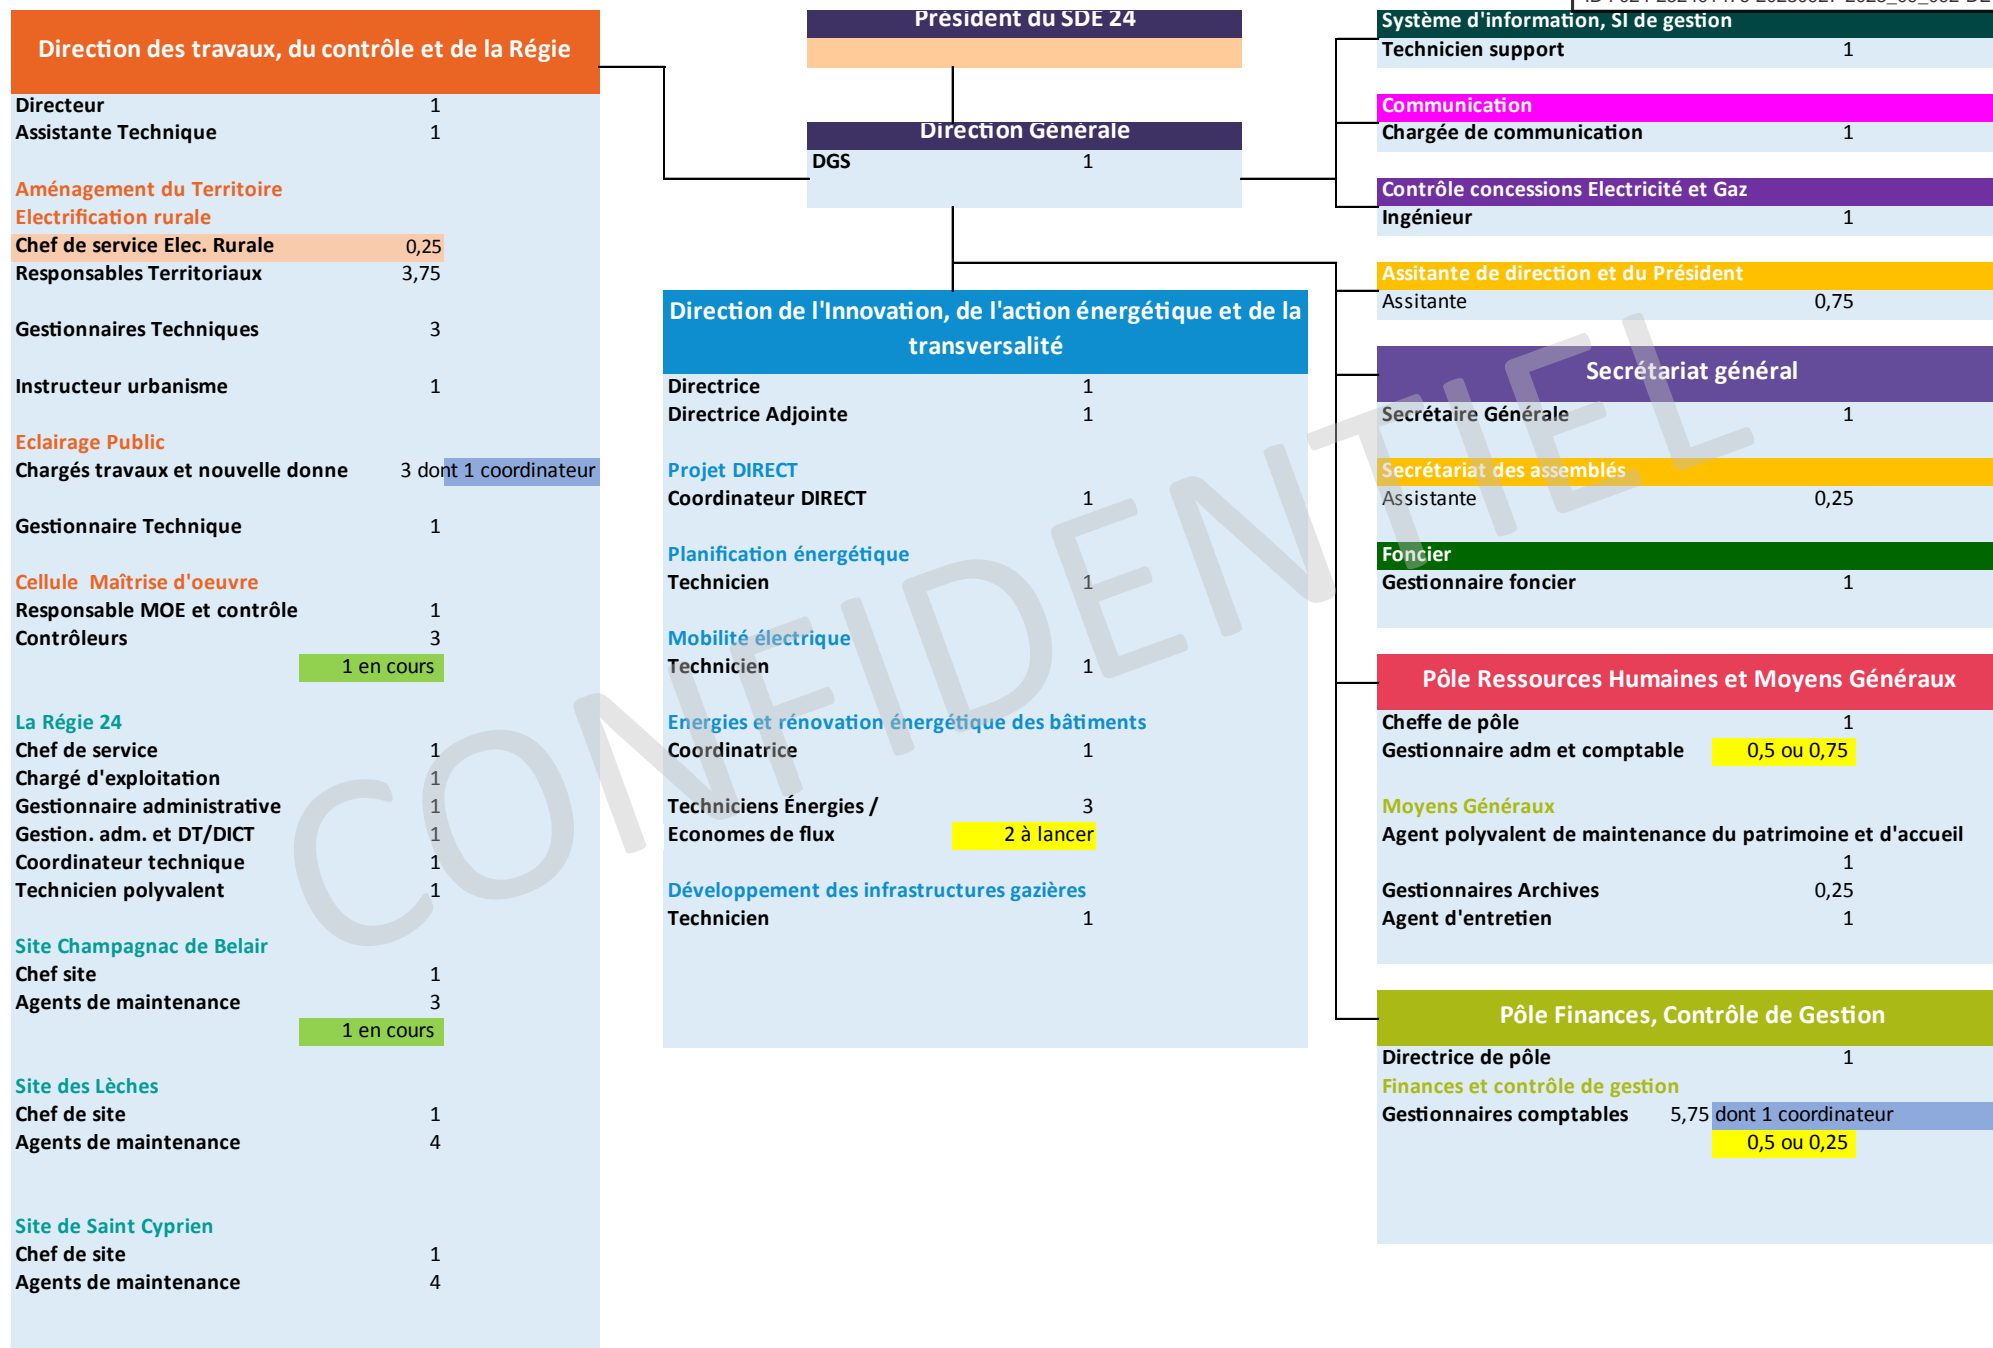 Direction des travaux, du contrôle et de la Régie
Directeur 1
Assistante Technique 1
Aménagement du Territoire
Electrification rurale
Chef de service Elec. Rurale 0,25
Responsables Territoriaux 3,75
Gestionnaires Techniques 3
Instructeur urbanisme 1
Eclairage Public
Chargés travaux et nouvelle donne 3 dont 1 coordinateur
Gestionnaire Technique 1
Cellule Maîtrise d'oeuvre
Responsable MOE et contrôle 1
Contrôleurs 3
1 en cours
La Régie 24
Chef de service 1
Chargé d'exploitation 1
Gestionnaire administrative 1
Gestion. adm. et DT/DICT 1
Coordinateur technique 1
Technicien polyvalent 1
Site Champagnac de Belair
Chef site 1
Agents de maintenance 3
1 en cours
Site des Lèches
Chef de site 1
Agents de maintenance 4
Site de Saint Cyprien
Chef de site 1
Agents de maintenance 4
Président du SDE 24
Direction Générale
DGS 1
Direction de l'Innovation, de l'action énergétique et de la
transversalité
Directrice 1
Directrice Adjointe 1
Projet DIRECT
Coordinateur DIRECT 1
Planification énergétique
Technicien 1
Mobilité électrique
Technicien 1
Energies et rénovation énergétique des bâtiments
Coordinatrice 1
Techniciens Énergies / 3
Economes de flux 2 à lancer
Développement des infrastructures gazières
Technicien 1
Système d'information, SI de gestion
Technicien support 1
Communication
Chargée de communication 1
Contrôle concessions Electricité et Gaz
Ingénieur 1
Assitante de direction et du Président
Assitante 0,75
Secrétariat général
Secrétaire Générale 1
Secrétariat des assemblés
Assistante 0,25
Foncier
Gestionnaire foncier 1
Pôle Ressources Humaines et Moyens Généraux
Cheffe de pôle 1
Gestionnaire adm et comptable 0,5 ou 0,75
Moyens Généraux
Agent polyvalent de maintenance du patrimoine et d'accueil
1
Gestionnaires Archives 0,25
Agent d'entretien 1
Pôle Finances, Contrôle de Gestion
Directrice de pôle 1
Finances et contrôle de gestion
Gestionnaires comptables 5,75 dont 1 coordinateur
0,5 ou 0,25
CONFIDENTIEL